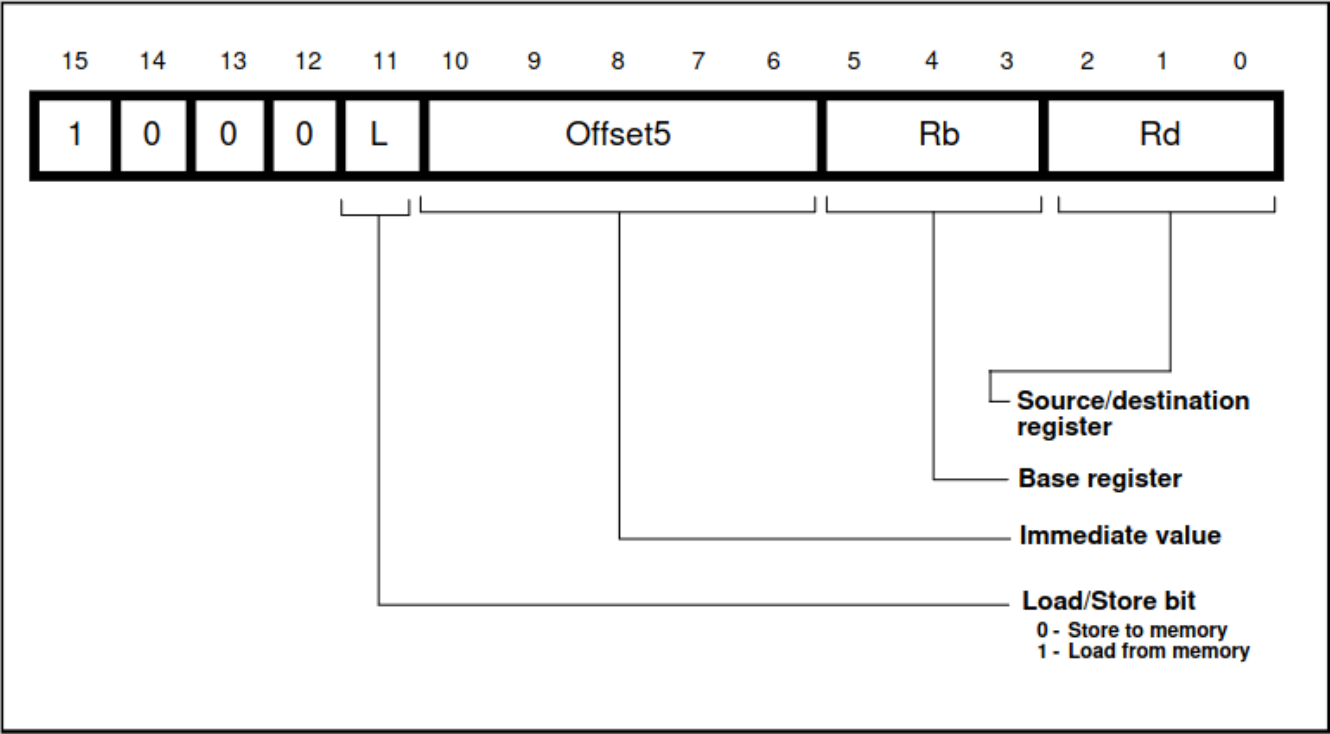 15 14 13 12 11 10 9 8 7 6 5 4 3 2 1 0
1 0 0 0 L Offset5 Rb Rd
Source/destination
register
Base register
Immediate value
Load/Store bit
0 - Store to memory
1 - Load from memory